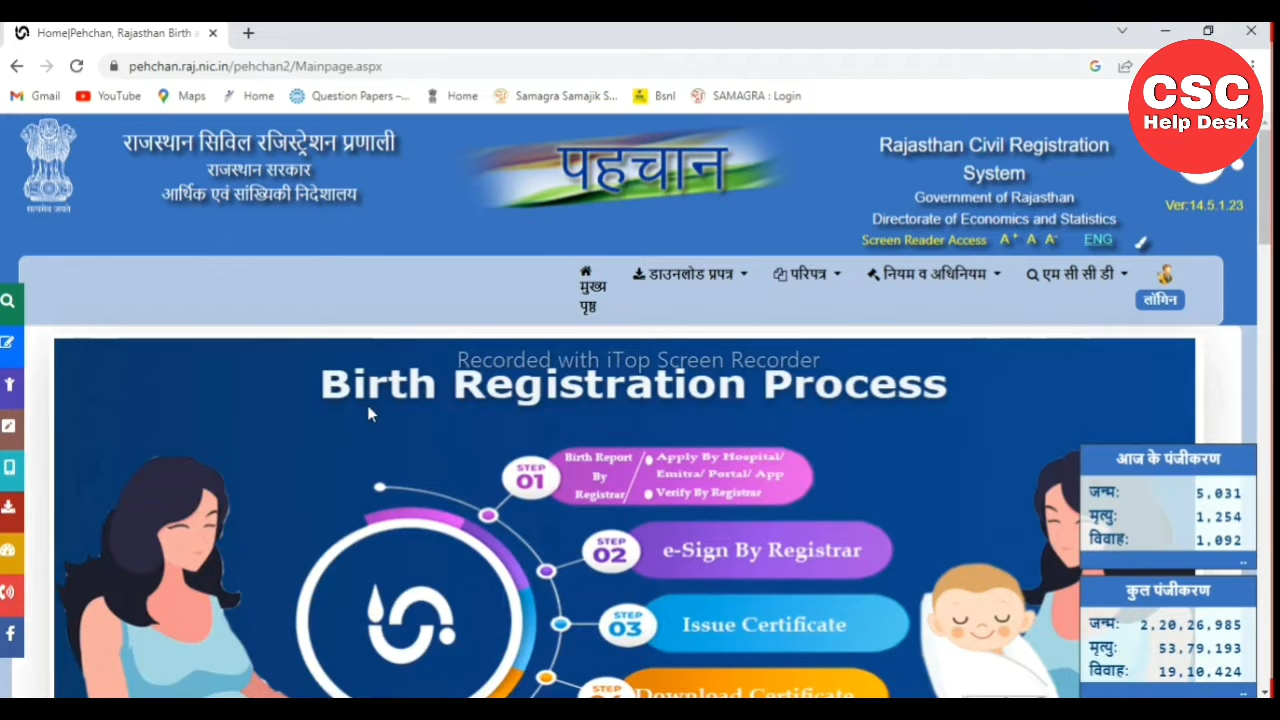 Home|Pehchan, Rajasthan Birth a
pehchan.raj.nic.in/pehchan2/Mainpage.aspx
Gmail YouTube Maps Home Question Papers –... Home Samagra Samajik S... Bsnl SAMAGRA : Login
CSC
Help Desk
सत्यमेव जयते
राजस्थान सिविल रजिस्ट्रेशन प्रणाली
राजस्थान सरकार
आर्थिक एवं सांख्यिकी निदेशालय
पहचान
Rajasthan Civil Registration
System
Government of Rajasthan
Directorate of Economics and Statistics
Screen Reader Access A+ A A- ENG
Ver:14.5.1.23
मुख्य
पृष्ठ
डाउनलोड प्रपत्र
परिपत्र
नियम व अधिनियम
एम सी सी डी
लॉगिन
Recorded with iTop Screen Recorder
Birth Registration Process
STEP
01
Birth Report
By
Registrar/
Apply By Hospital/
Emitra/ Portal/ App
Verify By Registrar
STEP
02
e-Sign By Registrar
STEP
03
Issue Certificate
STEP
Download Certificate
आज के पंजीकरण
जन्म: 5,031
मृत्यु: 1,254
विवाह: 1,092
..
कुल पंजीकरण
जन्म: 2,20,26,985
मृत्यु: 53,79,193
विवाह: 19,10,424
..